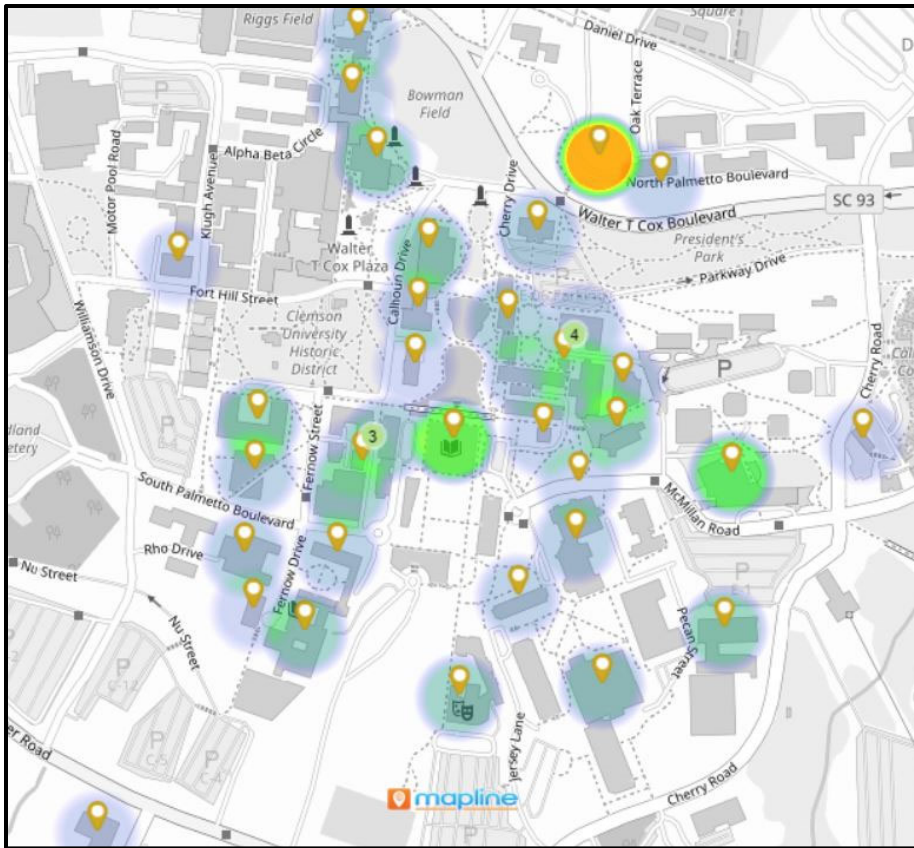 Riggs Field
Square I
Daniel Drive
D
P
Bowman
Field
Oak Terrace
Motor Pool Road
Klugh Avenue
Alpha Beta Circle
North Palmetto Boulevard
SC 93
Cherry Drive
Walter T Cox Boulevard
Walter
T Cox Plaza
President's
Park
Parkway Drive
Calhoun Drive
Fort Hill Street
Williamson Drive
Clemson
University
Historic
District
4
P
Cherry Road
P
3
Fernow Street
South Palmetto Boulevard
McMillan Road
Rho Drive
Nu Street
Fernow Drive
P
Nu Street
Pecan Street
P
P
C-12
P
C-5
Jersey Lane
Cherry Road
mapline